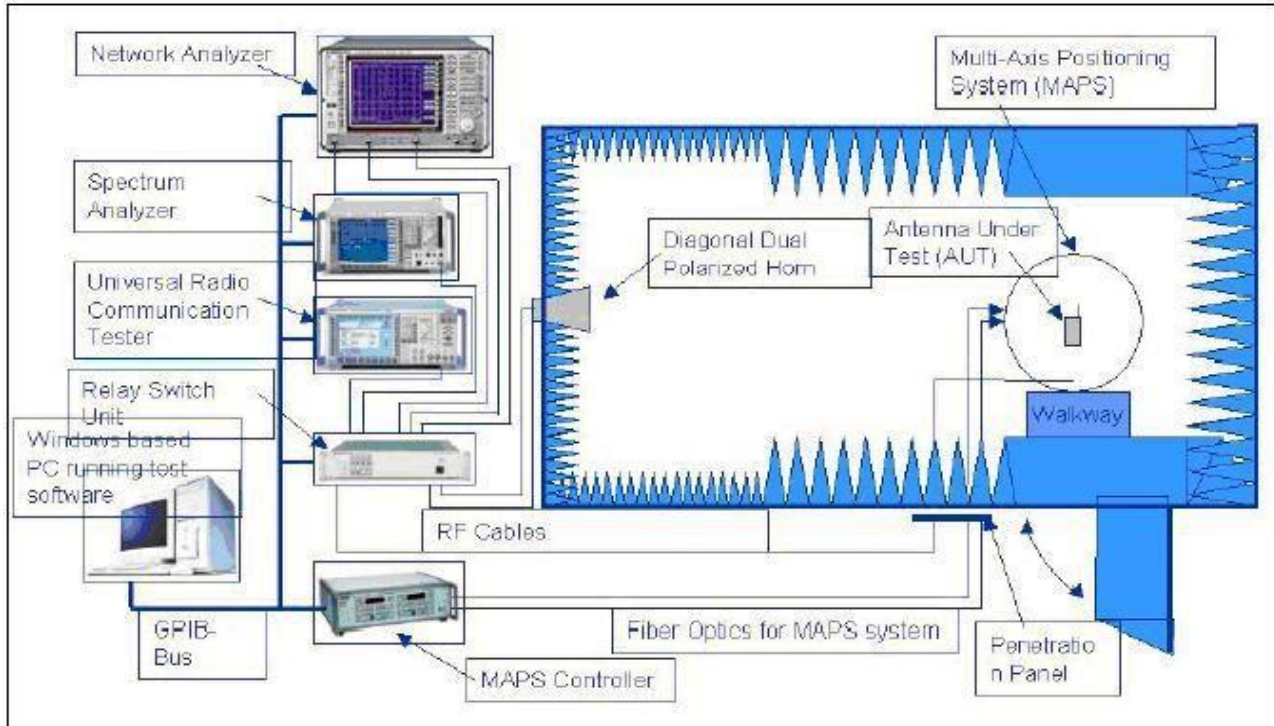 Network Analyzer
Multi-Axis Positioning
System (MAPS)
Spectrum
Analyzer
Diagonal Dual
Polarized Horn
Antenna Under
Test (AUT)
Universal Radio
Communication
Tester
Relay Switch
Unit
Walkway
Windows based
PC running test
software
RF Cables
GPIB-
Bus
Fiber Optics for MAPS system
Penetratio
n Panel
MAPS Controller